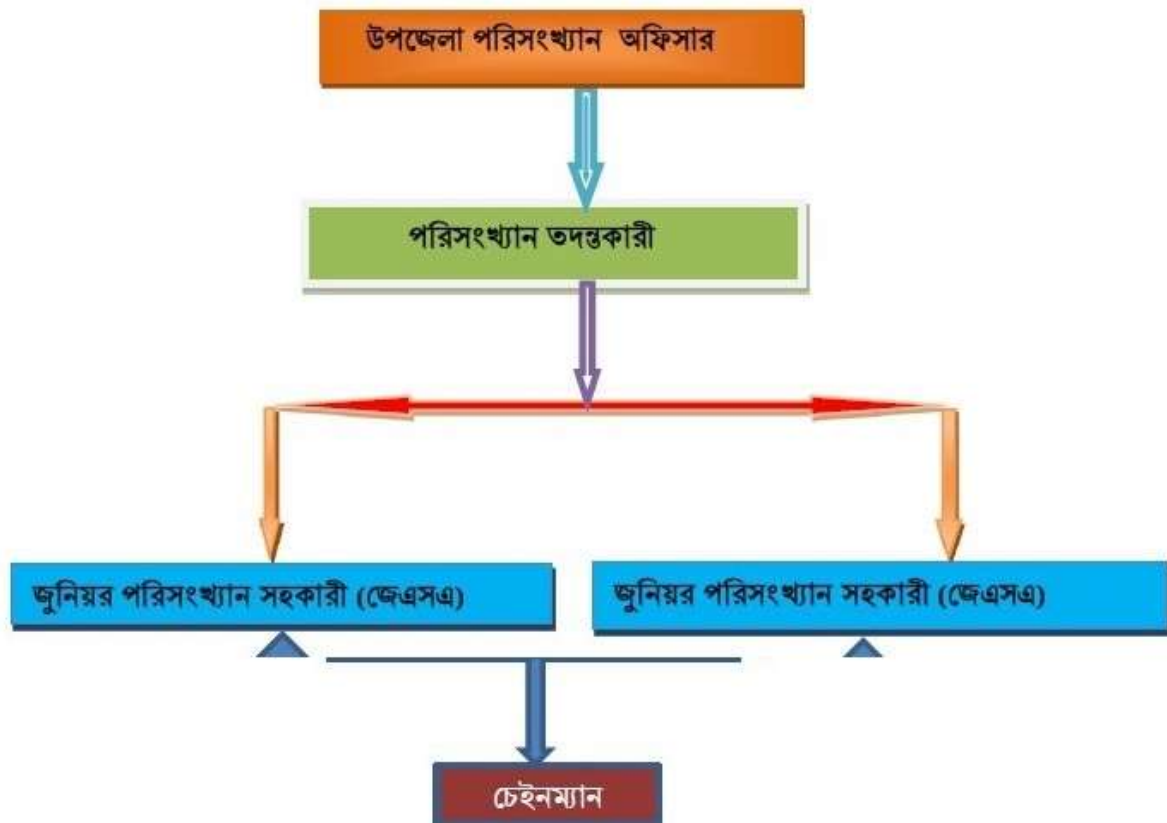 উপজেলা পরিসংখ্যান অফিসার
পরিসংখ্যান তদন্তকারী
জুনিয়র পরিসংখ্যান সহকারী (জেএসএ)
জুনিয়র পরিসংখ্যান সহকারী (জেএসএ)
চেইনম্যান